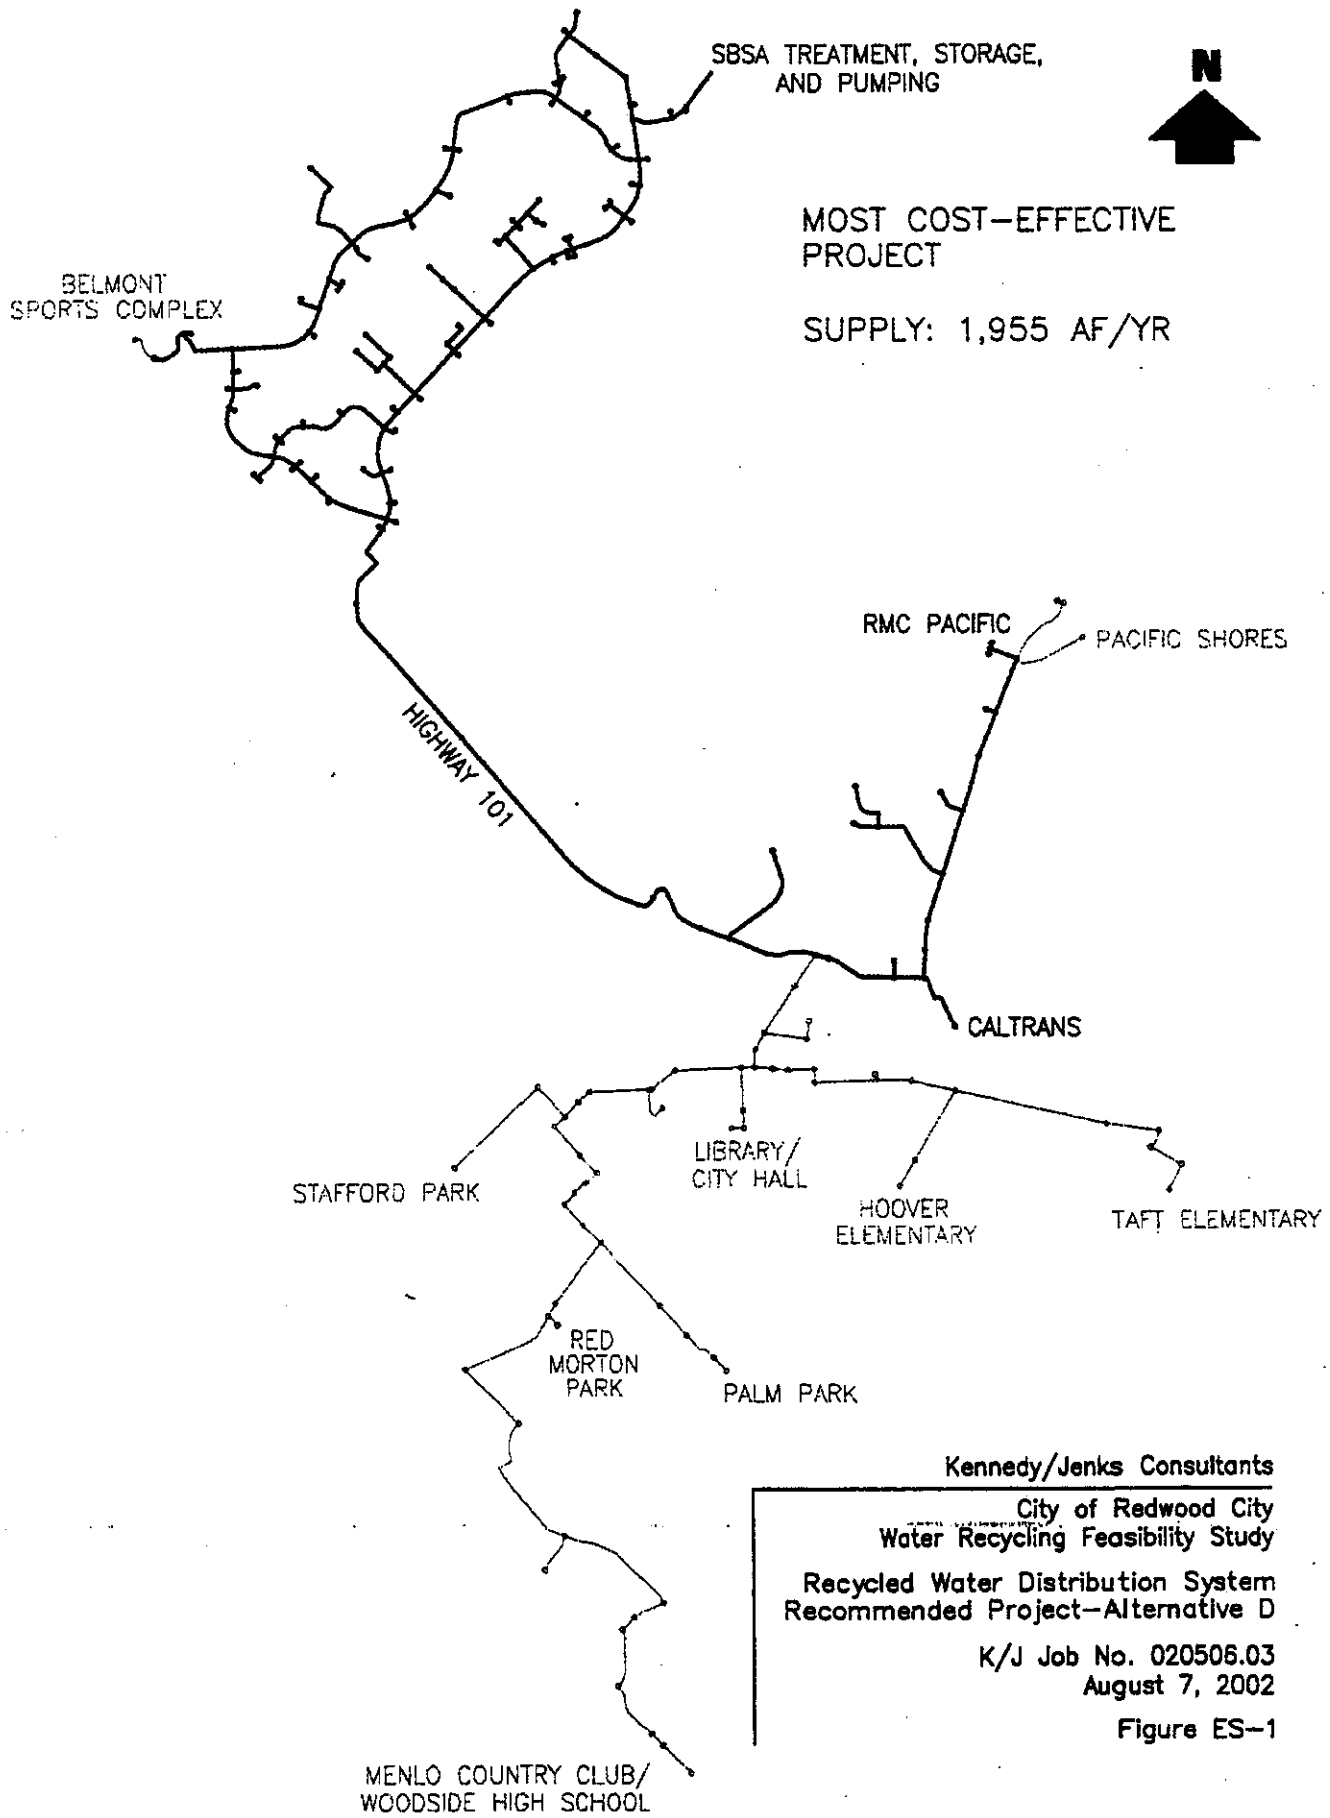 SBSA TREATMENT, STORAGE,
AND PUMPING
N
MOST COST-EFFECTIVE
PROJECT
SUPPLY: 1,955 AF/YR
BELMONT
SPORTS COMPLEX
RMC PACIFIC
PACIFIC SHORES
HIGHWAY 101
CALTRANS
STAFFORD PARK
LIBRARY/
CITY HALL
HOOVER
ELEMENTARY
TAFT ELEMENTARY
RED
MORTON
PARK
PALM PARK
Kennedy/Jenks Consultants
City of Redwood City
Water Recycling Feasibility Study
Recycled Water Distribution System
Recommended Project-Alternative D
K/J Job No. 020506.03
August 7, 2002
Figure ES-1
MENLO COUNTRY CLUB/
WOODSIDE HIGH SCHOOL